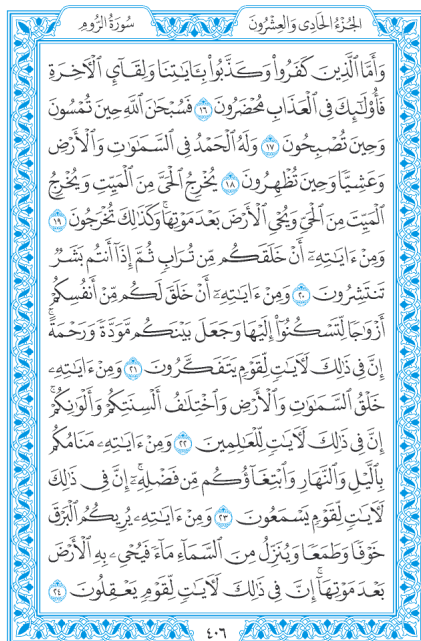 الجُزْءُ الحَادِى وَالعِشْرُونَ
سُورَةُ الرُّومِ
وَأَمَّا ٱلَّذِينَ كَفَرُواْ وَكَذَّبُواْ بِـَٔايَٰتِنَا وَلِقَآيِٕ ٱلْأٓخِرَةِ
فَأُوْلَٰٓئِكَ فِى ٱلْعَذَابِ مُحْضَرُونَ ١٦ فَسُبْحَٰنَ ٱللَّهِ حِينَ تُمْسُونَ
وَحِينَ تُصْبِحُونَ ١٧ وَلَهُ ٱلْحَمْدُ فِى ٱلسَّمَٰوَٰتِ وَٱلْأَرْضِ
وَعَشِيًّا وَحِينَ تُظْهِرُونَ ١٨ يُخْرِجُ ٱلْحَىَّ مِنَ ٱلْمَيِّتِ وَيُخْرِجُ
ٱلْمَيِّتَ مِنَ ٱلْحَىِّ وَيُحْىِ ٱلْأَرْضَ بَعْدَ مَوْتِهَا ۚ وَكَذَٰلِكَ تُخْرَجُونَ ١٩
وَمِنْ ءَايَٰتِهِۦٓ أَنْ خَلَقَكُم مِّن تُرَابٍ ثُمَّ إِذَآ أَنتُم بَشَرٌ
تَنتَشِرُونَ ٢٠ وَمِنْ ءَايَٰتِهِۦٓ أَنْ خَلَقَ لَكُم مِّنْ أَنفُسِكُمْ
أَزْوَٰجًا لِّتَسْكُنُوٓاْ إِلَيْهَا وَجَعَلَ بَيْنَكُم مَّوَدَّةً وَرَحْمَةً ۚ
إِنَّ فِى ذَٰلِكَ لَأٓيَٰتٍ لِّقَوْمٍ يَتَفَكَّرُونَ ٢١ وَمِنْ ءَايَٰتِهِۦ
خَلْقُ ٱلسَّمَٰوَٰتِ وَٱلْأَرْضِ وَٱخْتِلَٰفُ أَلْسِنَتِكُمْ وَأَلْوَٰنِكُمْ ۚ
إِنَّ فِى ذَٰلِكَ لَأٓيَٰتٍ لِّلْعَٰلِمِينَ ٢٢ وَمِنْ ءَايَٰتِهِۦ مَنَامُكُم
بِٱلَّيْلِ وَٱلنَّهَارِ وَٱبْتِغَآؤُكُم مِّن فَضْلِهِۦٓ ۚ إِنَّ فِى ذَٰلِكَ
لَأٓيَٰتٍ لِّقَوْمٍ يَسْمَعُونَ ٢٣ وَمِنْ ءَايَٰتِهِۦ يُرِيكُمُ ٱلْبَرْقَ
خَوْفًا وَطَمَعًا وَيُنَزِّلُ مِنَ ٱلسَّمَآءِ مَآءً فَيُحْىِۦ بِهِ ٱلْأَرْضَ
بَعْدَ مَوْتِهَآ ۚ إِنَّ فِى ذَٰلِكَ لَأٓيَٰتٍ لِّقَوْمٍ يَعْقِلُونَ ٢٤
٤٠٦